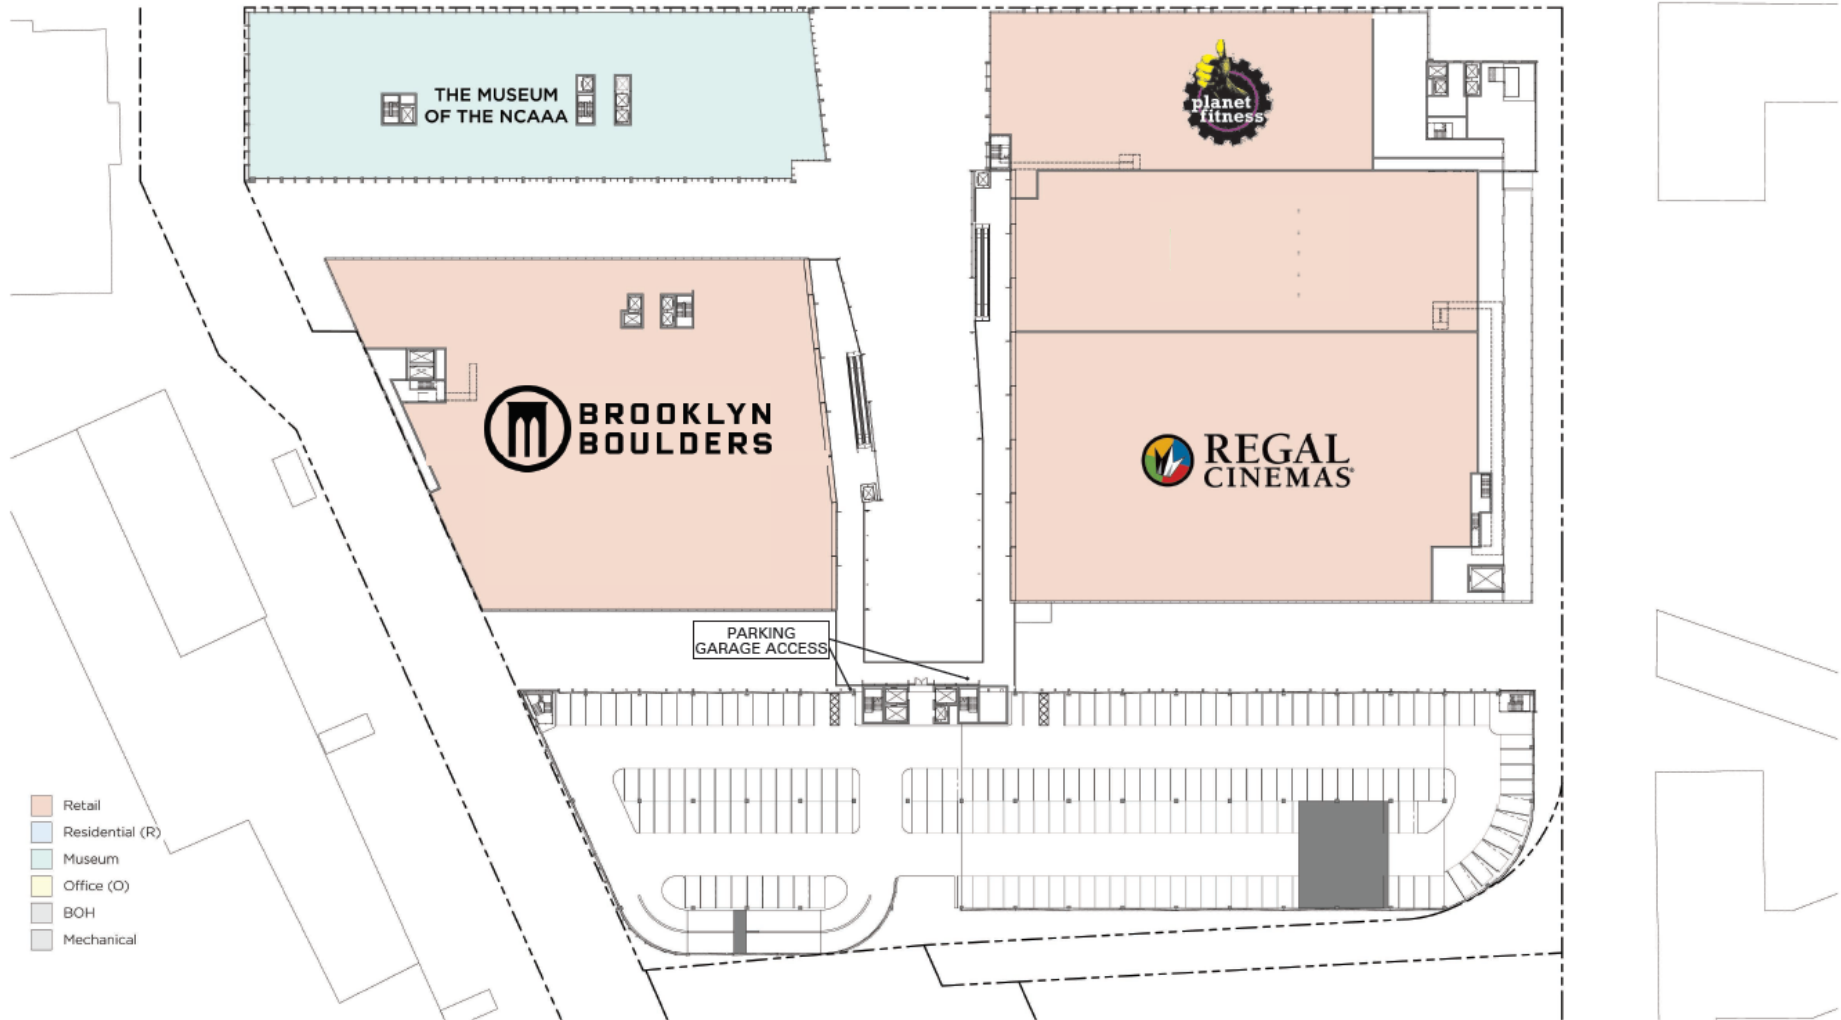 THE MUSEUM
OF THE NCAAA
planet
fitness
BROOKLYN
BOULDERS
REGAL
CINEMAS
PARKING
GARAGE ACCESS
Retail
Residential (R)
Museum
Office (O)
BOH
Mechanical